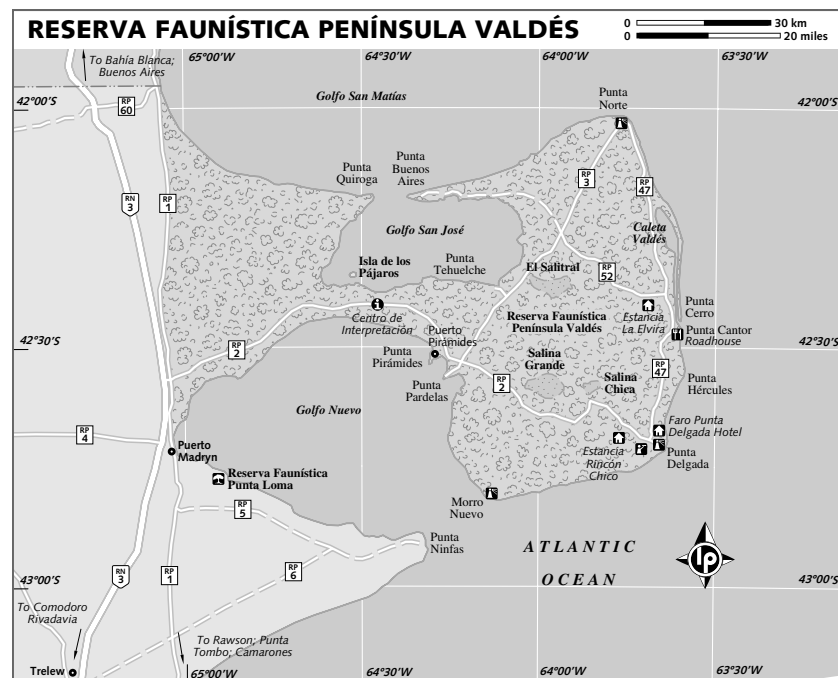 RESERVA FAUNÍSTICA PENÍNSULA VALDÉS
0 30 km
0 20 miles
To Bahía Blanca;
Buenos Aires
65°00'W
64°30'W
64°00'W
63°30'W
42°00'S
42°00'S
RP
60
Golfo San Matías
Punta
Norte
RN
3
RP
1
Punta
Quiroga
Punta
Buenos
Aires
RP
3
RP
47
Golfo San José
Caleta
Valdés
Isla de los
Pájaros
Punta
Tehuelche
El Salitral
RP
52
i
Centro de
Interpretación
Reserva Faunística
Península Valdés
Estancia
La Elvira
Punta
Cerro
Punta Cantor
Roadhouse
42°30'S
42°30'S
RP
2
Puerto
Pirámides
Punta
Pirámides
Salina
Grande
Salina
Chica
RP
47
Punta
Hércules
Punta
Pardelas
RP
2
Golfo Nuevo
RP
4
Puerto
Madryn
Faro Punta
Delgada Hotel
Estancia
Rincón
Chico
Punta
Delgada
Reserva Faunística
Punta Loma
Morro
Nuevo
RP
5
Punta
Ninfas
ATLANTIC
OCEAN
lp
RN
3
RP
1
RP
6
43°00'S
43°00'S
To Comodoro
Rivadavia
To Rawson; Punta
Tombo; Camarones
Trelew
65°00'W
64°30'W
64°00'W
63°30'W